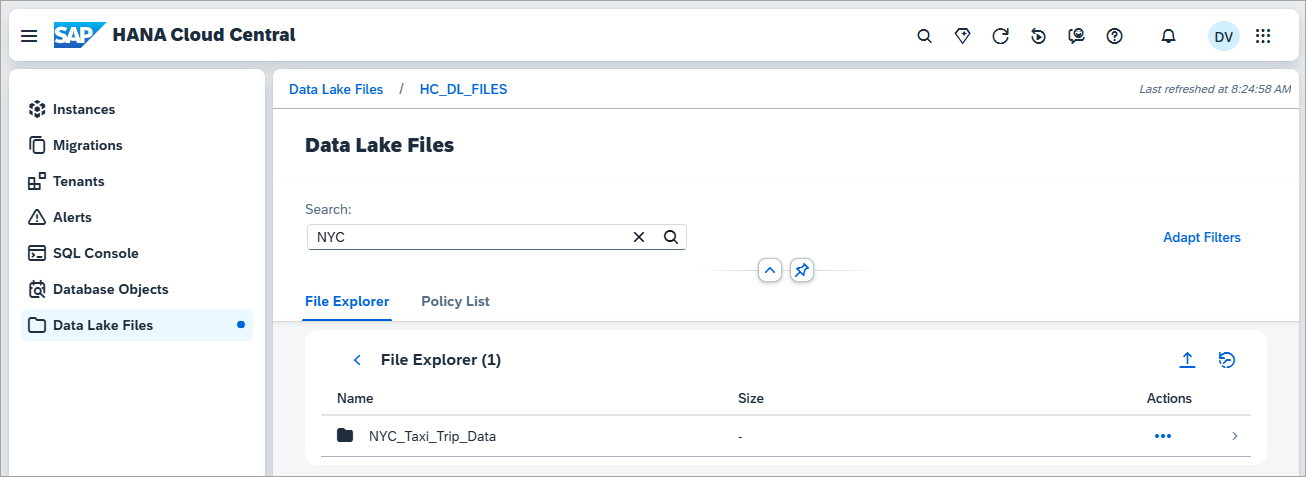 SAP HANA Cloud Central
DV
Instances
Migrations
Tenants
Alerts
SQL Console
Database Objects
Data Lake Files
Data Lake Files / HC_DL_FILES
Last refreshed at 8:24:58 AM
Data Lake Files
Search:
NYC
Adapt Filters
File Explorer Policy List
File Explorer (1)
Name Size Actions
NYC_Taxi_Trip_Data -